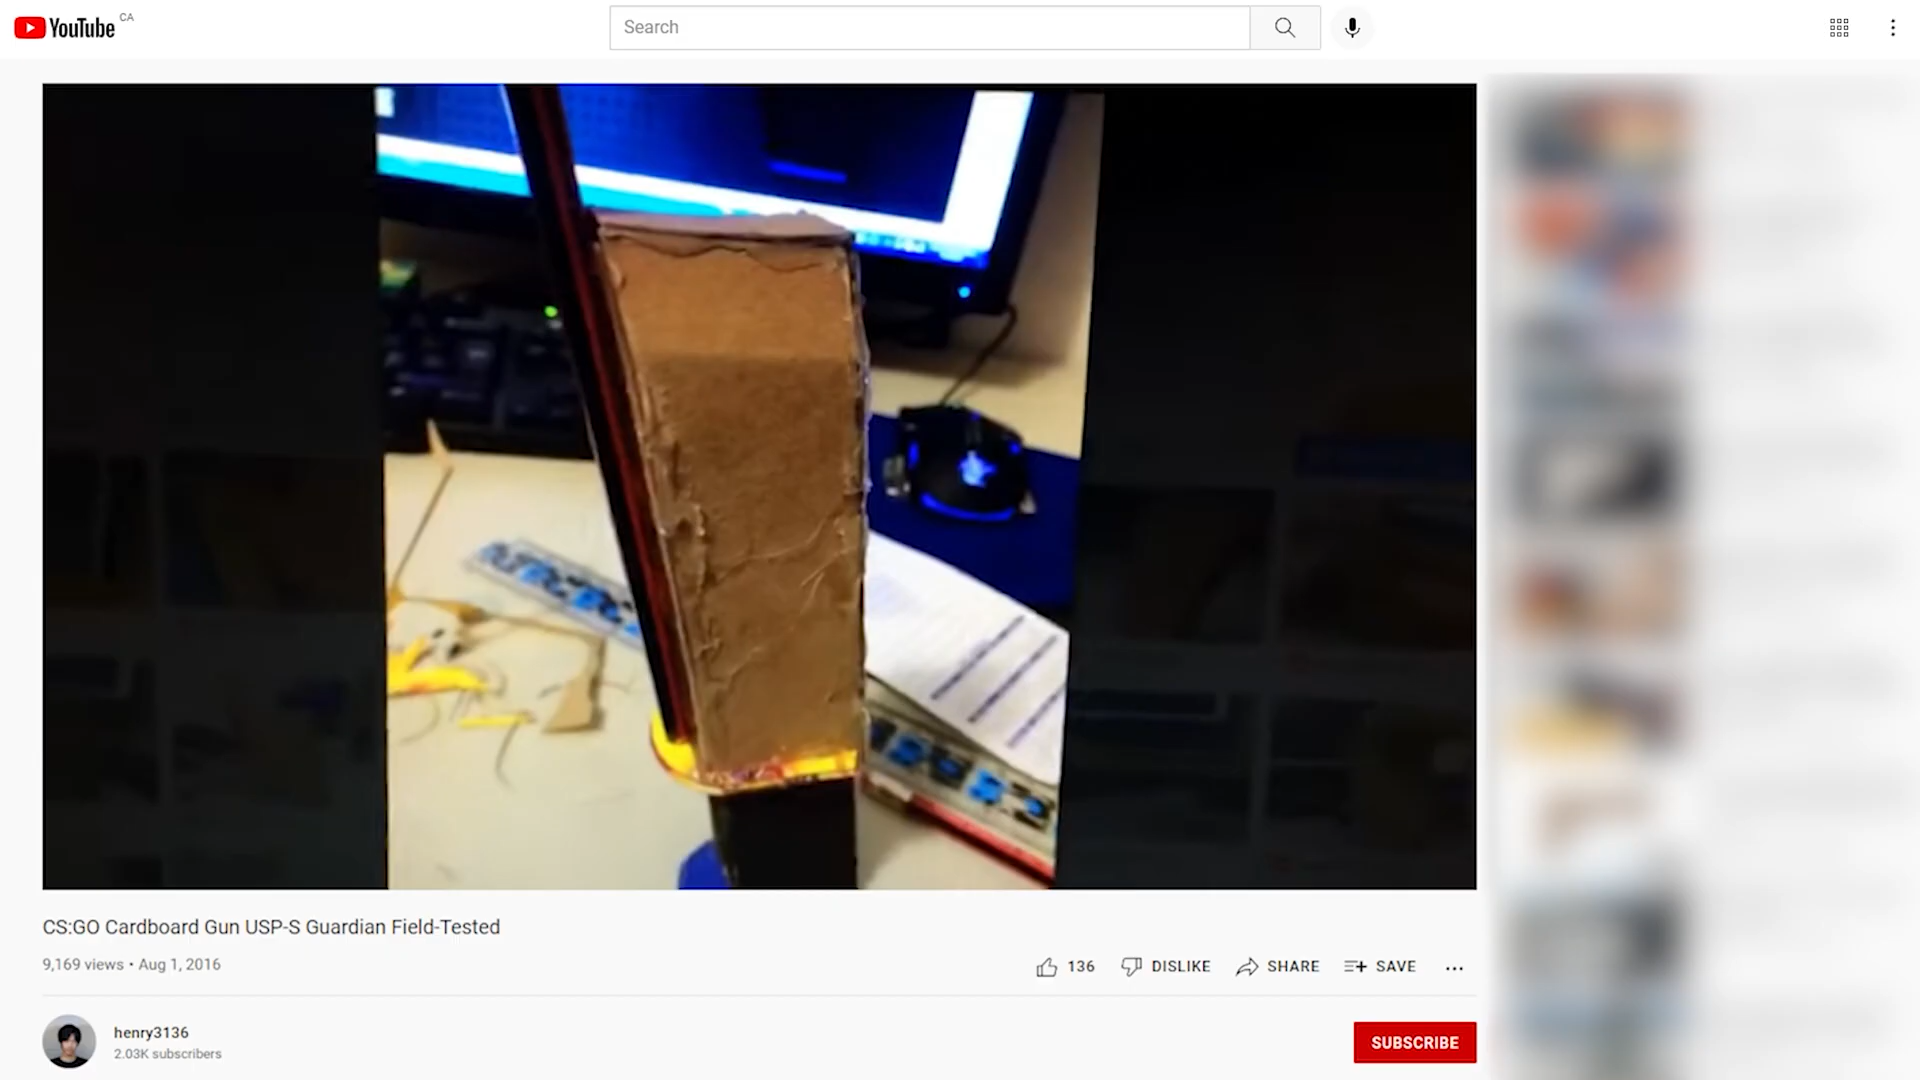 YouTube CA
Search
CS:GO Cardboard Gun USP-S Guardian Field-Tested
9,169 views • Aug 1, 2016
136
DISLIKE
SHARE
SAVE
henry3136
2.03K subscribers
SUBSCRIBE